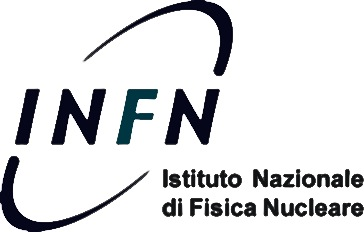 INFN
Istituto Nazionale
di Fisica Nucleare